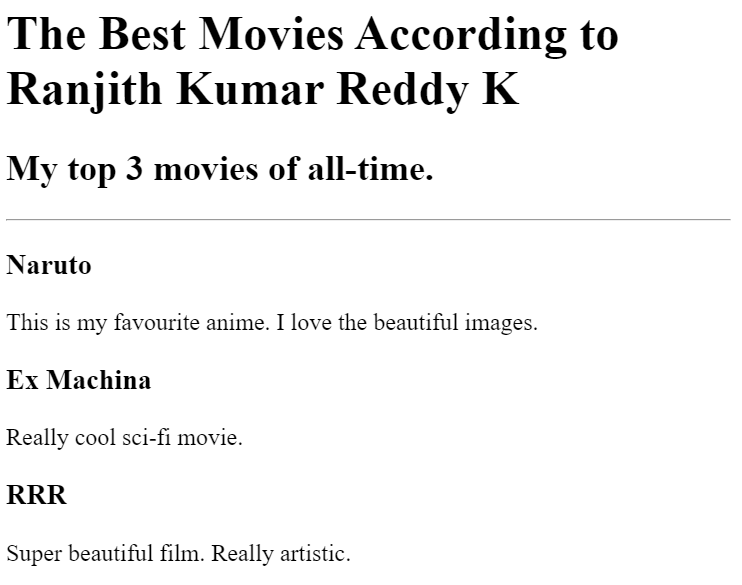 The Best Movies According to
Ranjith Kumar Reddy K
My top 3 movies of all-time.
Naruto
This is my favourite anime. I love the beautiful images.
Ex Machina
Really cool sci-fi movie.
RRR
Super beautiful film. Really artistic.